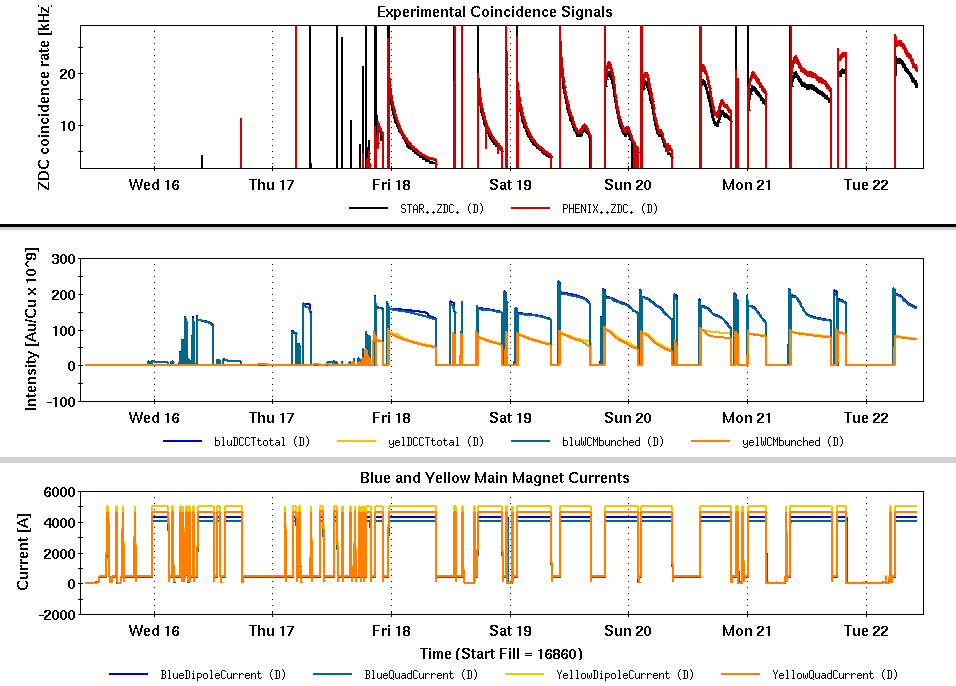 Experimental Coincidence Signals
ZDC coincidence rate [kHz]
20
10
Wed 16 Thu 17 Fri 18 Sat 19 Sun 20 Mon 21 Tue 22
STAR..ZDC. (D) PHENIX..ZDC. (D)
Intensity [Au/Cu x 10^9]
300
200
100
0
-100
Wed 16 Thu 17 Fri 18 Sat 19 Sun 20 Mon 21 Tue 22
bluDCCTtotal (D) yelDCCTtotal (D) bluWCMbunched (D) yelWCMbunched (D)
Blue and Yellow Main Magnet Currents
Current [A]
6000
4000
2000
0
-2000
Wed 16 Thu 17 Fri 18 Sat 19 Sun 20 Mon 21 Tue 22
Time (Start Fill = 16860)
BlueDipoleCurrent (D) BlueQuadCurrent (D) YellowDipoleCurrent (D) YellowQuadCurrent (D)